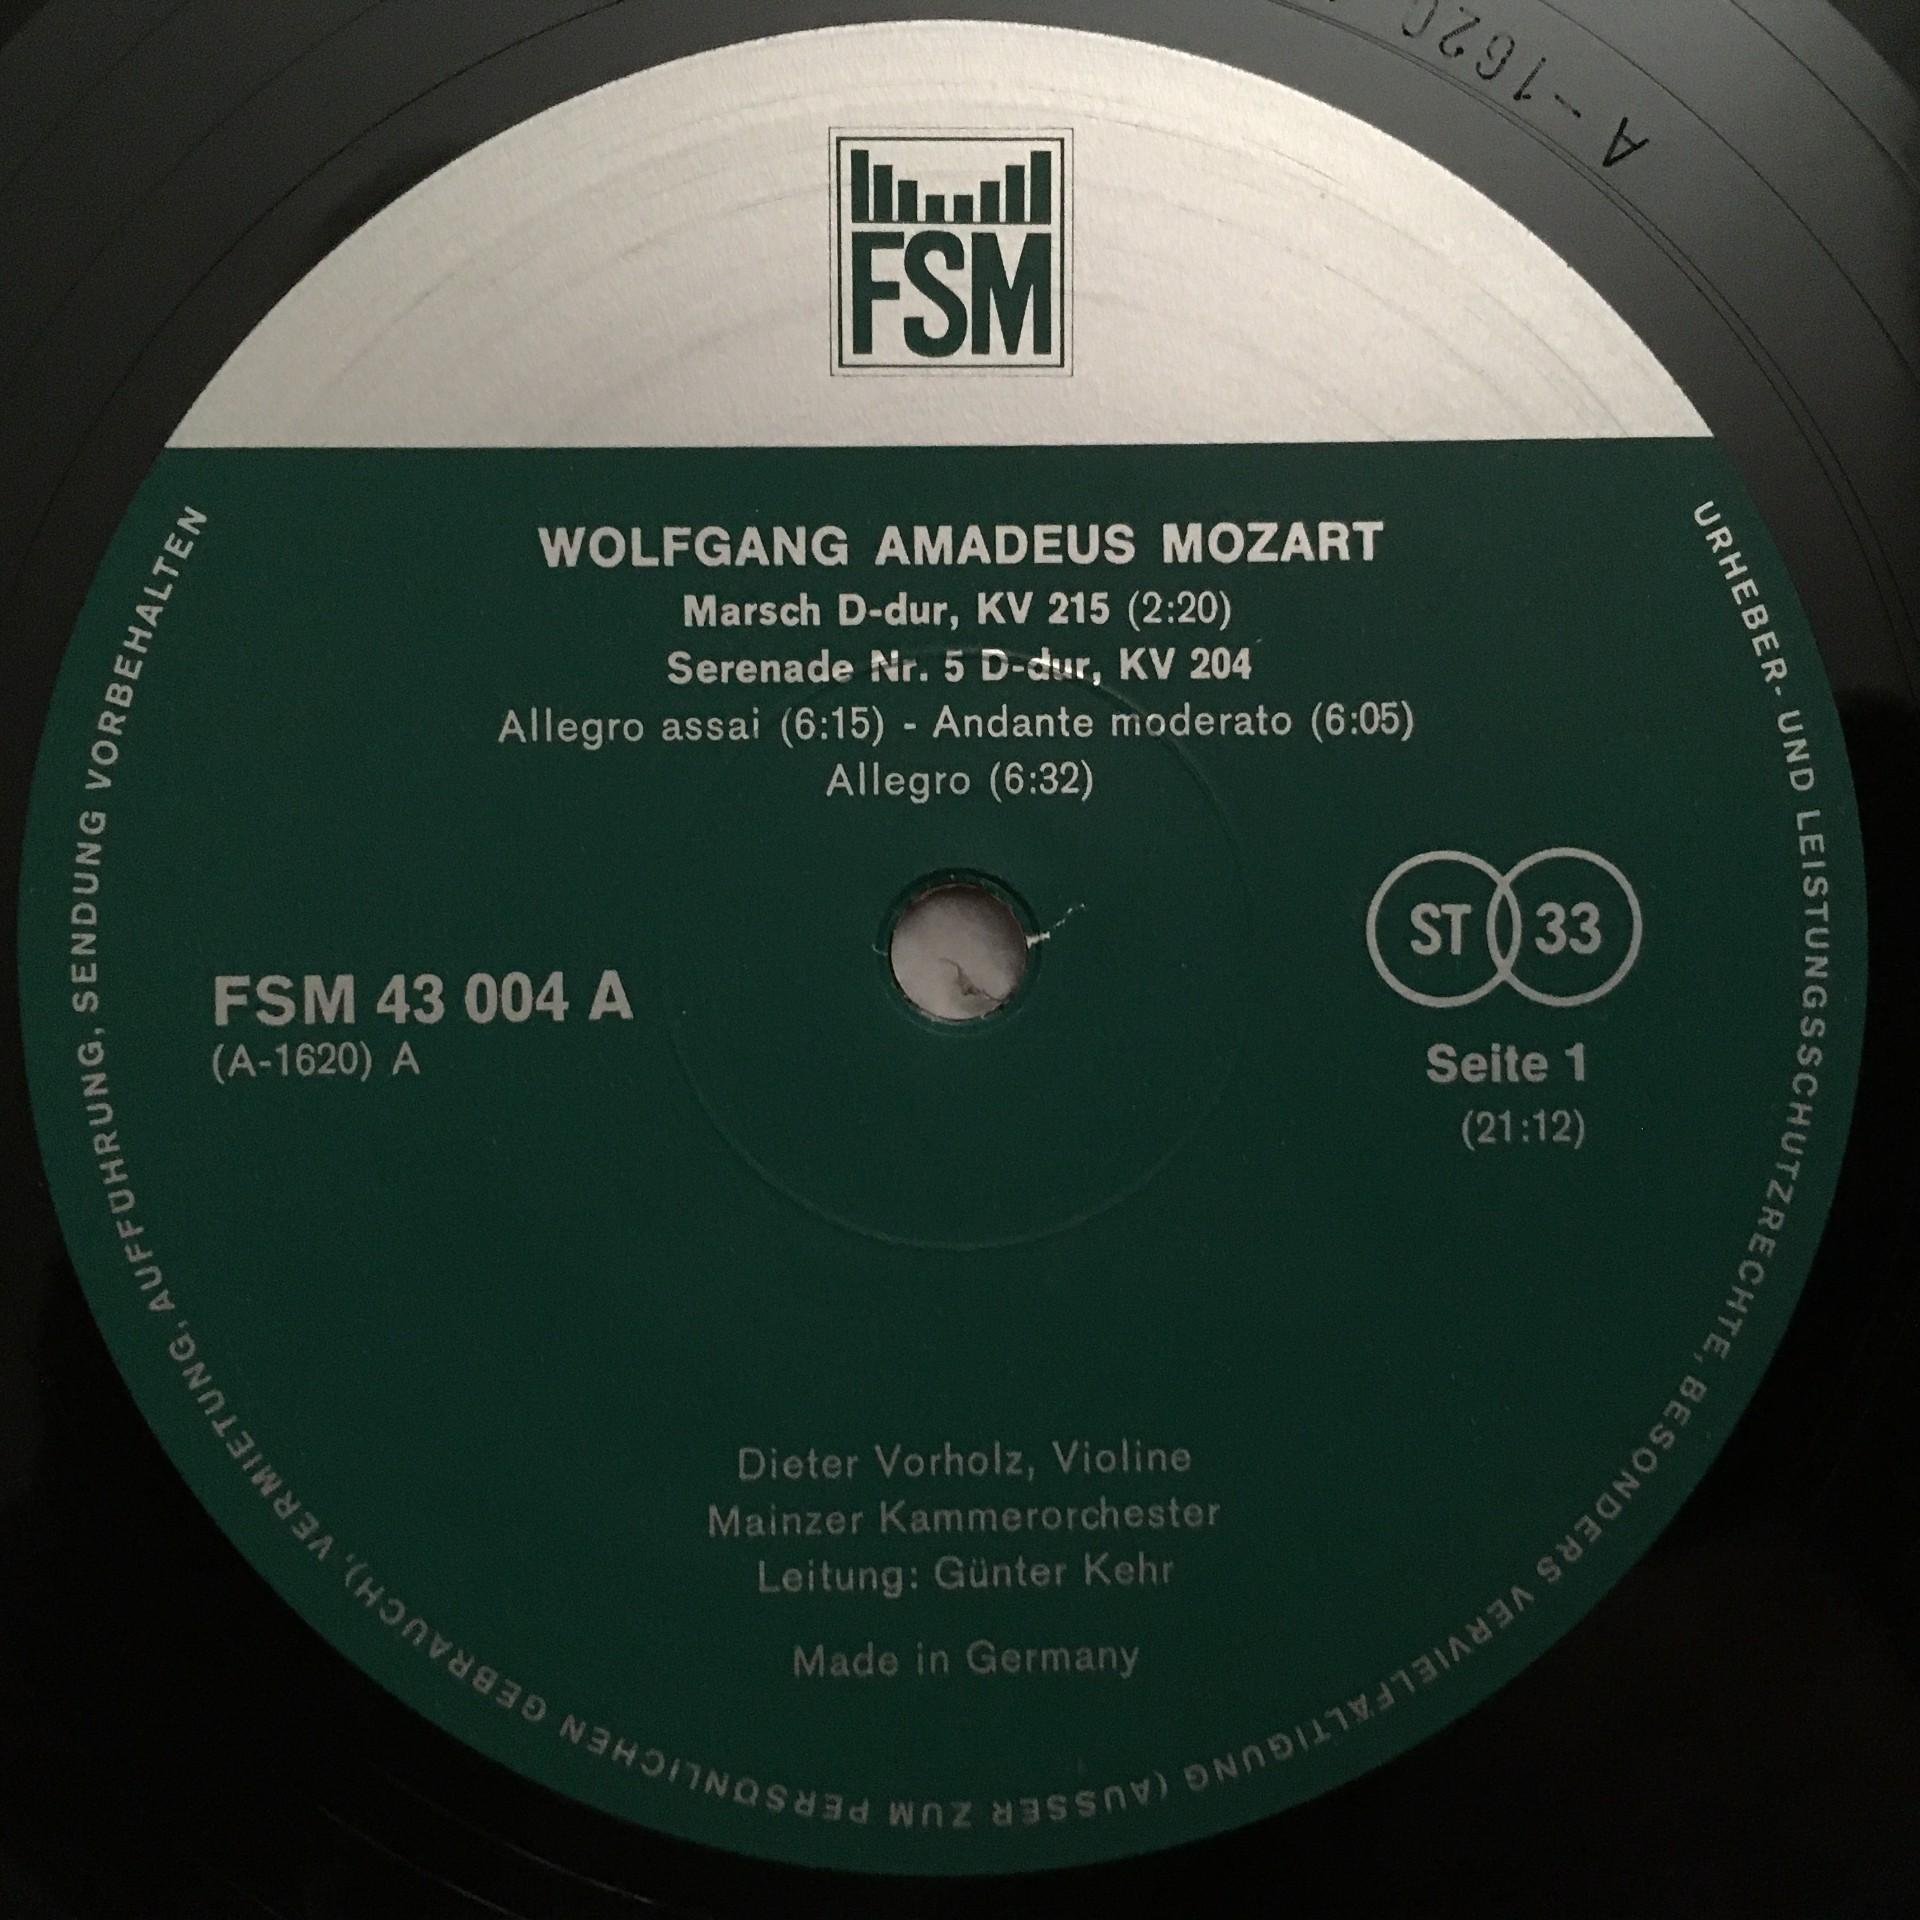 A-1620
FSM
WOLFGANG AMADEUS MOZART
Marsch D-dur, KV 215 (2:20)
Serenade Nr. 5 D-dur, KV 204
Allegro assai (6:15) - Andante moderato (6:05)
Allegro (6:32)
ST 33
FSM 43 004 A
(A-1620) A
Seite 1
(21:12)
Dieter Vorholz, Violine
Mainzer Kammerorchester
Leitung: Günter Kehr
Made in Germany
URHEBER- UND LEISTUNGSSCHUTZRECHTE, BESONDERS VERVIELFÄLTIGUNG (AUSSER ZUM PERSÖNLICHEN GEBRAUCH), VERMIETUNG, AUFFÜHRUNG, SENDUNG VORBEHALTEN